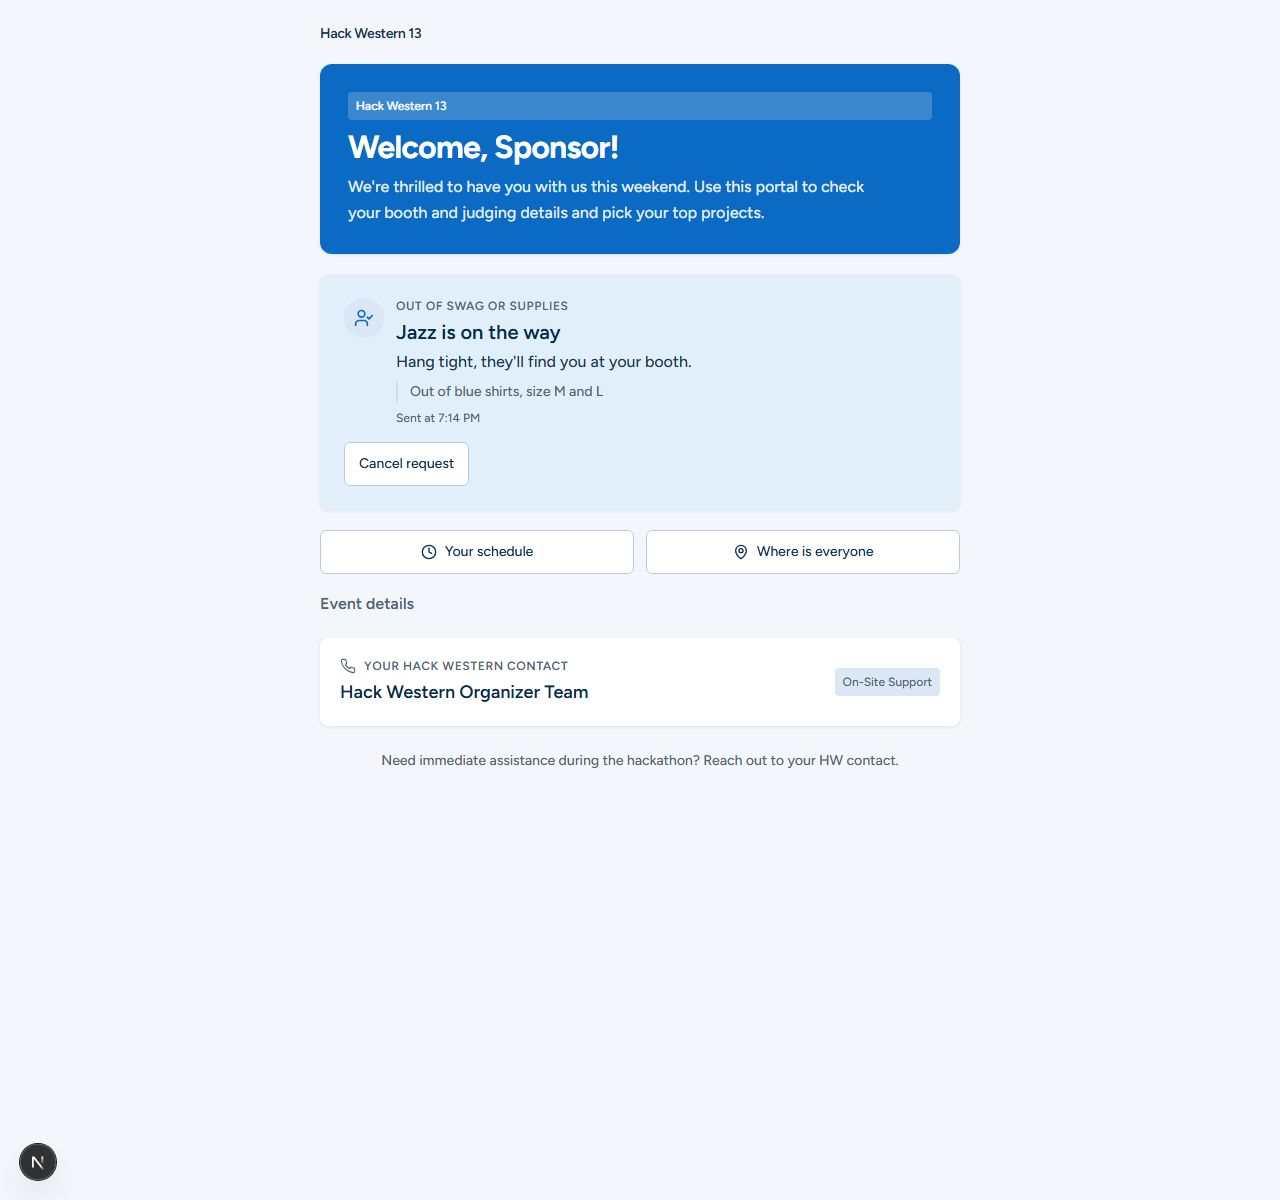 Hack Western 13
Hack Western 13
Welcome, Sponsor!
We're thrilled to have you with us this weekend. Use this portal to check
your booth and judging details and pick your top projects.
OUT OF SWAG OR SUPPLIES
Jazz is on the way
Hang tight, they'll find you at your booth.
Out of blue shirts, size M and L
Sent at 7:14 PM
Cancel request
Your schedule
Where is everyone
Event details
YOUR HACK WESTERN CONTACT
Hack Western Organizer Team
On-Site Support
Need immediate assistance during the hackathon? Reach out to your HW contact.
N